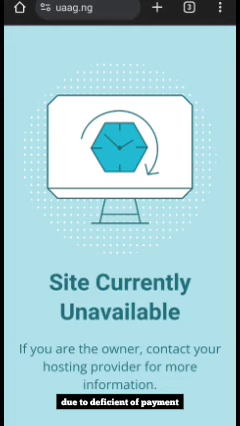 uaag.ng
3
Site Currently
Unavailable
If you are the owner, contact your
hosting provider for more
information.
due to deficient of payment